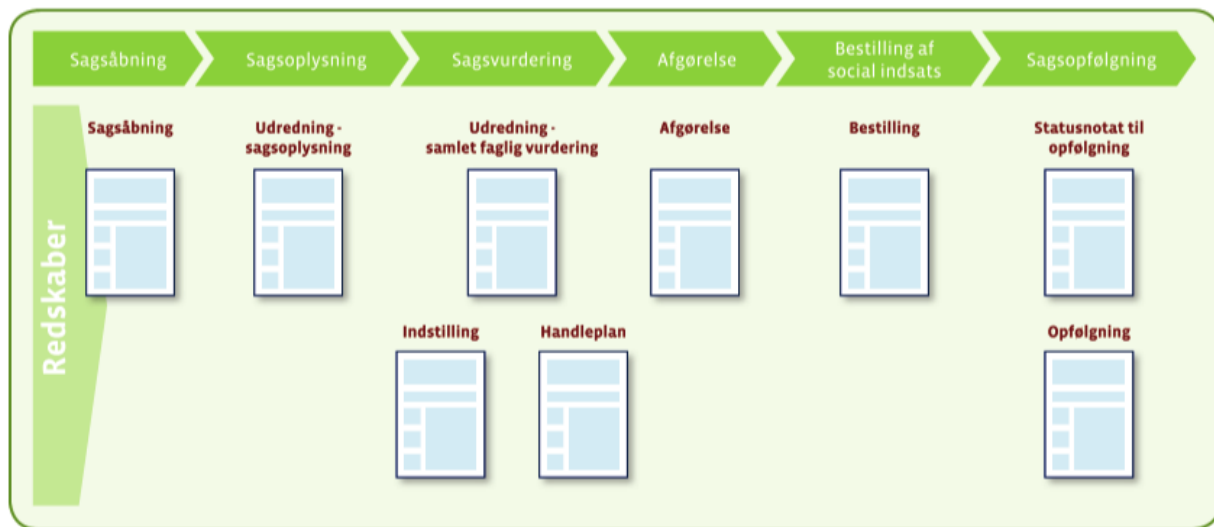 Sagsåbning
Sagsoplysning
Sagsvurdering
Afgørelse
Bestilling af
social indsats
Sagsopfølgning
Redskaber
Sagsåbning
Udredning -
sagsoplysning
Udredning -
samlet faglig vurdering
Afgørelse
Bestilling
Statusnotat til
opfølgning
Indstilling
Handleplan
Opfølgning